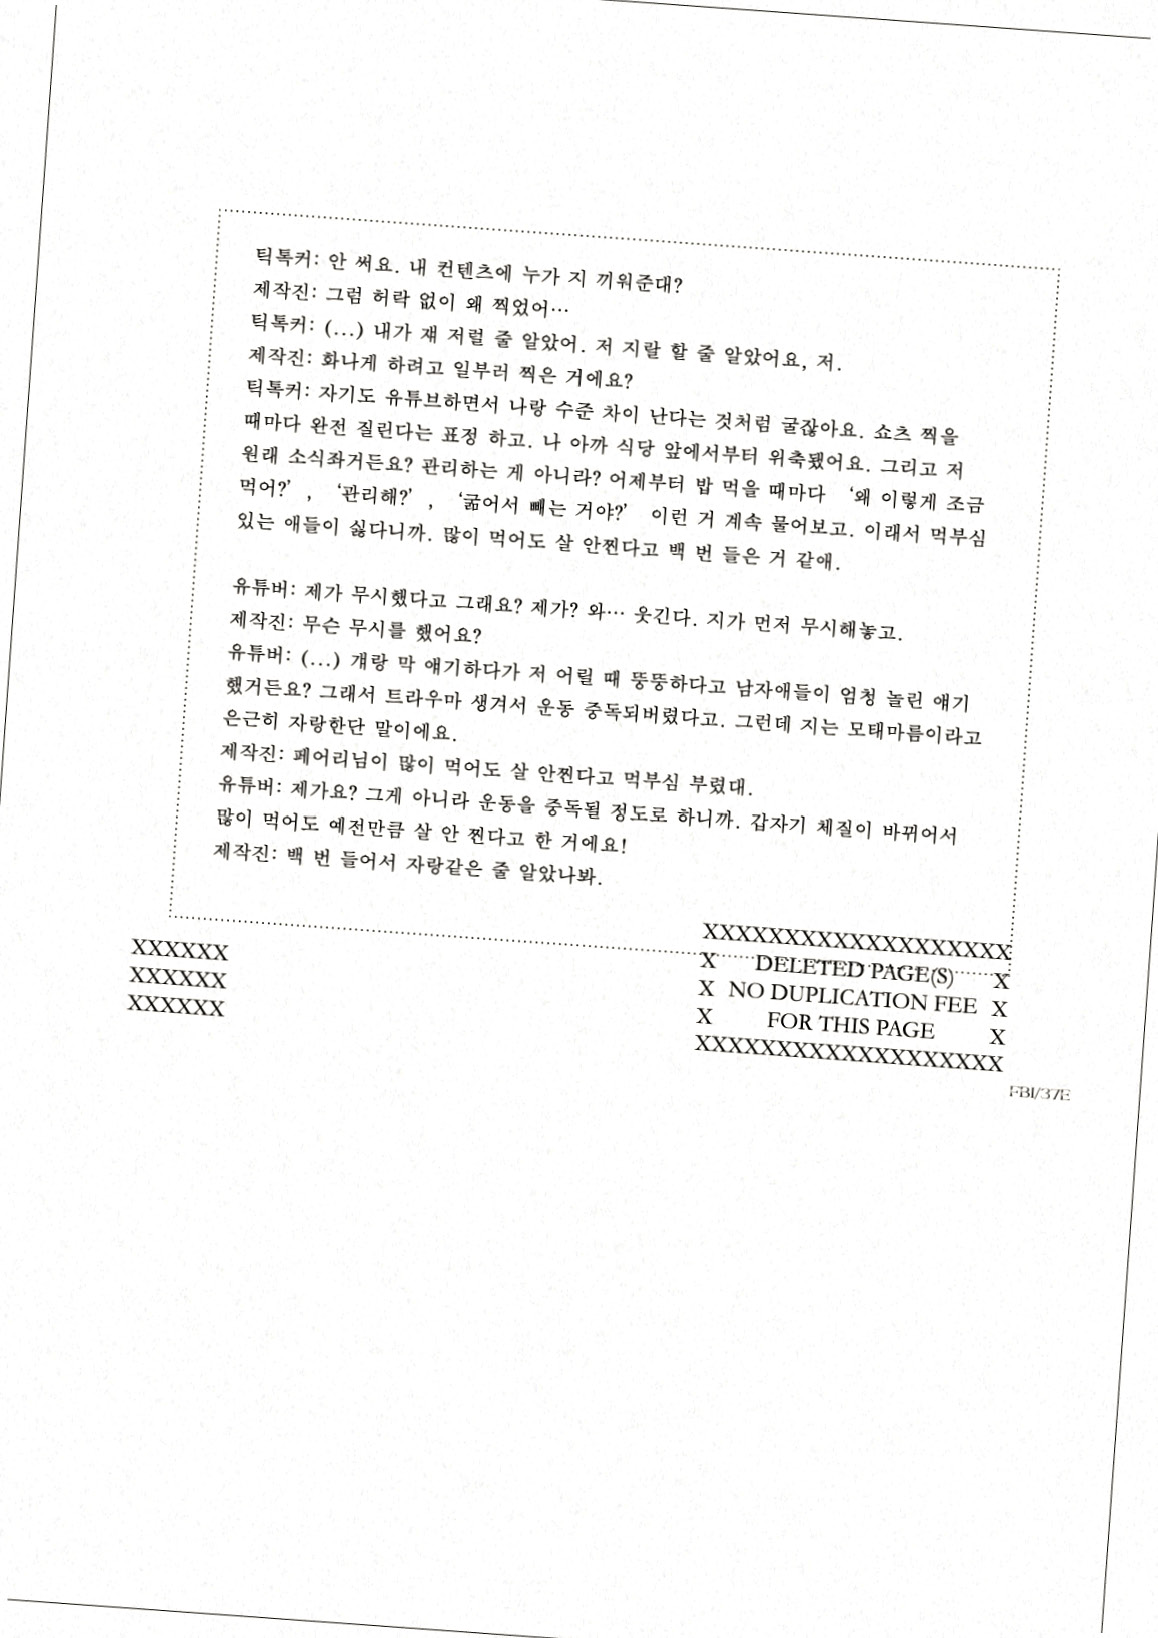 틱톡커: 안 써요. 내 컨텐츠에 누가 지 끼워준대?
제작진: 그럼 허락 없이 왜 찍었어…
틱톡커: (...) 내가 쟤 저럴 줄 알았어. 저 지랄 할 줄 알았어요, 저.
제작진: 화나게 하려고 일부러 찍은 거에요?
틱톡커: 자기도 유튜브하면서 나랑 수준 차이 난다는 것처럼 굴잖아요. 쇼츠 찍을
때마다 완전 질린다는 표정 하고. 나 아까 식당 앞에서부터 위축됐어요. 그리고 저
원래 소식좌거든요? 관리하는 게 아니라? 어제부터 밥 먹을 때마다 ‘왜 이렇게 조금
먹어?’, ‘관리해?’, ‘굶어서 빼는 거야?’ 이런 거 계속 물어보고. 이래서 먹부심
있는 애들이 싫다니까. 많이 먹어도 살 안찐다고 백 번 들은 거 같애.
유튜버: 제가 무시했다고 그래요? 제가? 와… 웃긴다. 지가 먼저 무시해놓고.
제작진: 무슨 무시를 했어요?
유튜버: (...) 걔랑 막 얘기하다가 저 어릴 때 뚱뚱하다고 남자애들이 엄청 놀린 얘기
했거든요? 그래서 트라우마 생겨서 운동 중독되버렸다고. 그런데 지는 모태마름이라고
은근히 자랑한단 말이에요.
제작진: 페어리님이 많이 먹어도 살 안찐다고 먹부심 부렸대.
유튜버: 제가요? 그게 아니라 운동을 중독될 정도로 하니까. 갑자기 체질이 바뀌어서
많이 먹어도 예전만큼 살 안 찐다고 한 거에요!
제작진: 백 번 들어서 자랑같은 줄 알았나봐.
XXXXXX
XXXXXX
XXXXXX
XXXXXXXXXXXXXXXXXXX
X DELETED PAGE(S) X
X NO DUPLICATION FEE X
X FOR THIS PAGE X
XXXXXXXXXXXXXXXXXXX
FBI/37E